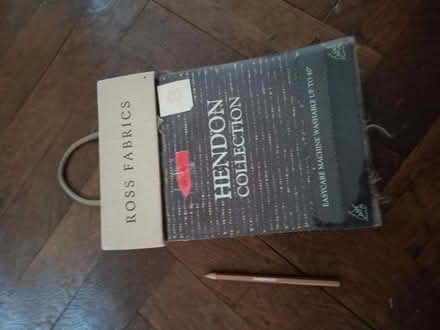 ROSS FABRICS
HENDON
COLLECTION
EASYCARE MACHINE WASHABLE UP TO 40°